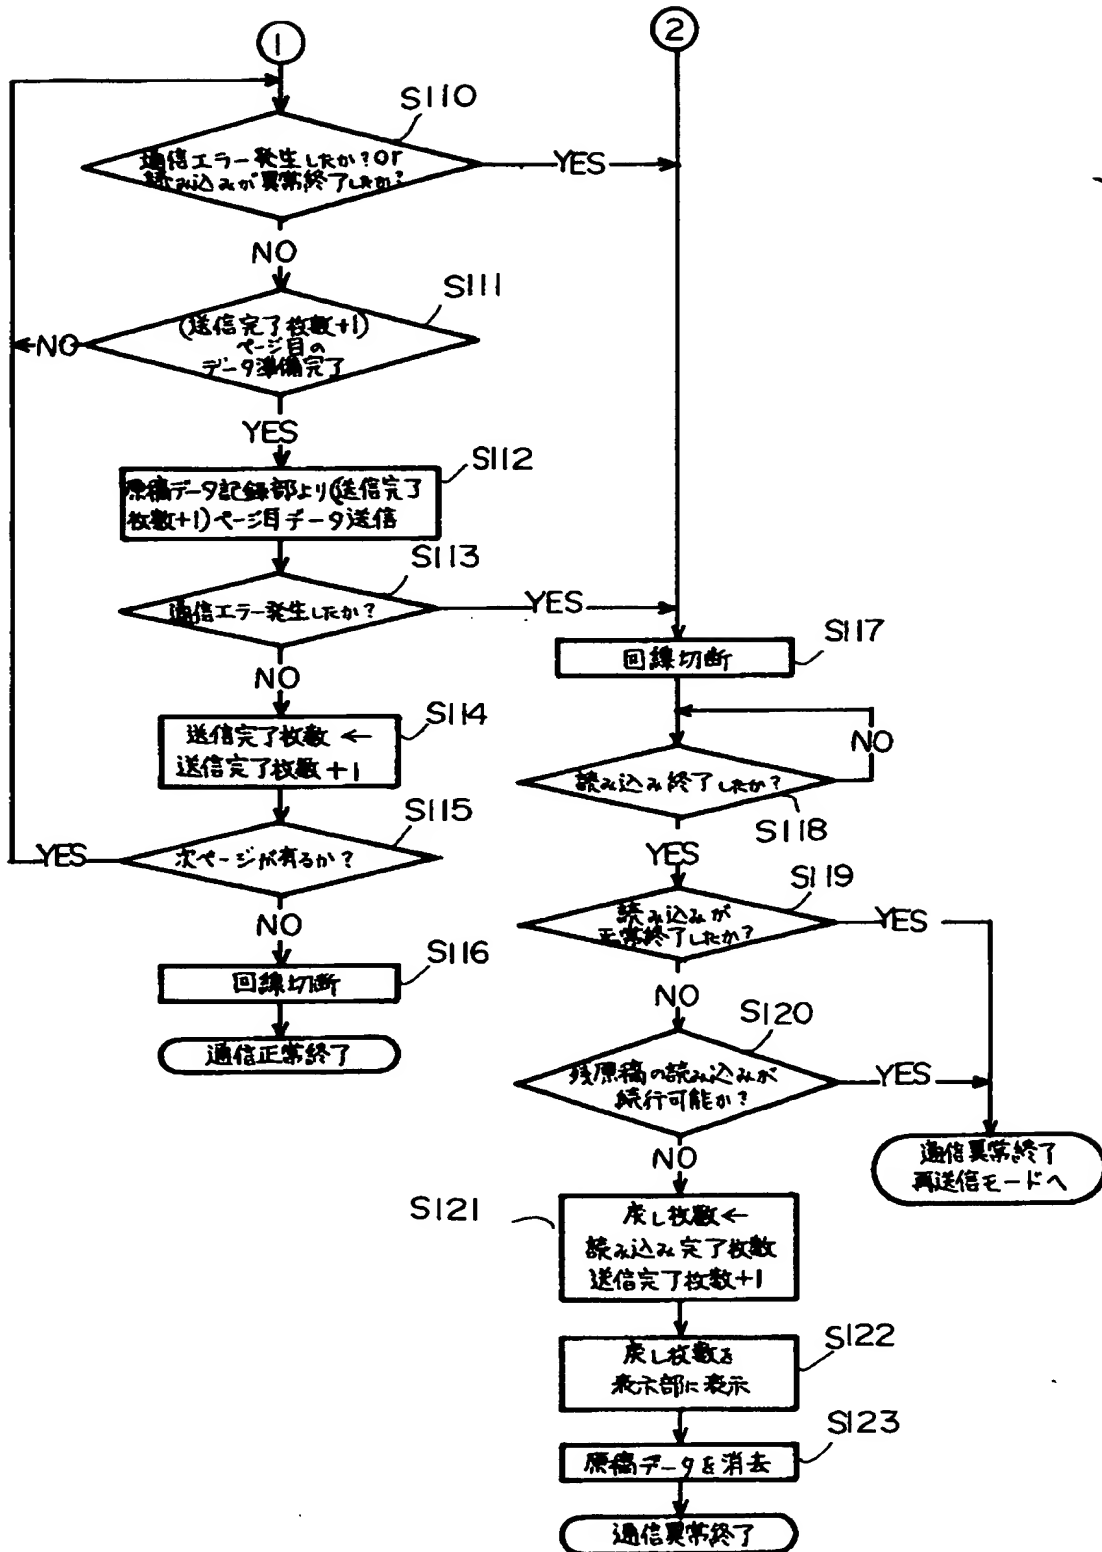 1
2
S110
通信エラー発生したか?or
読み込みが異常終了したか?
YES
NO
S111
(送信完了枚数+1)
ページ目の
データ準備完了
NO
YES
S112
原稿データ記録部より(送信完了
枚数+1)ページ目データ送信
S113
通信エラー発生したか?
YES
NO
S114
送信完了枚数 ←
送信完了枚数+1
S115
次ページが有るか?
YES
NO
S116
回線切断
通信正常終了
S117
回線切断
NO
読み込み終了したか?
S118
YES
S119
読み込みが
正常終了したか?
YES
NO
S120
残原稿の読み込みが
続行可能か?
YES
通信異常終了
再送信モードへ
NO
S121
戻し枚数←
読み込み完了枚数
送信完了枚数+1
S122
戻し枚数を
表示部に表示
S123
原稿データを消去
通信異常終了